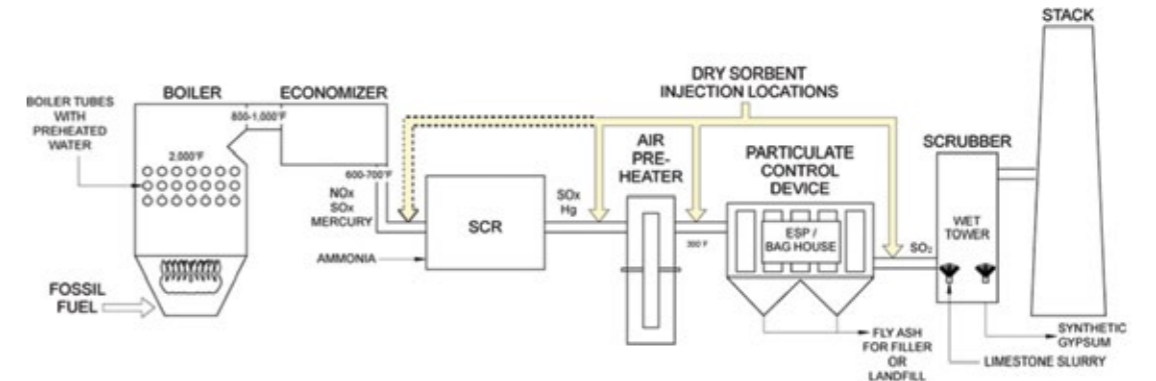 STACK
DRY SORBENT
INJECTION LOCATIONS
BOILER
ECONOMIZER
BOILER TUBES
WITH
PREHEATED
WATER
800-1,000°F
2,000°F
600-700°F
NOx
SOx
MERCURY
AMMONIA
SCR
SOx
Hg
AIR
PRE-
HEATER
300 F
PARTICULATE
CONTROL
DEVICE
ESP /
BAG HOUSE
SO₂
SCRUBBER
WET
TOWER
FOSSIL
FUEL
FLY ASH
FOR FILLER
OR
LANDFILL
SYNTHETIC
GYPSUM
LIMESTONE SLURRY